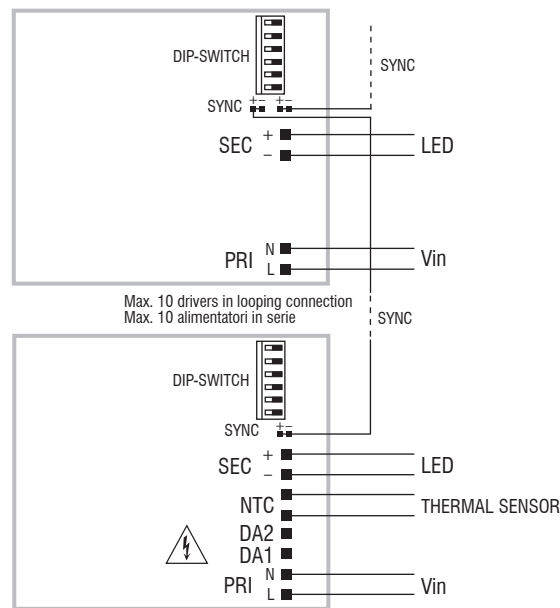 DIP-SWITCH
SYNC
+ - + -
SYNC
SEC + - LED
PRI N L Vin
Max. 10 drivers in looping connection
Max. 10 alimentatori in serie
SYNC
DIP-SWITCH
+ -
SYNC
SEC + - LED
NTC THERMAL SENSOR
DA2
DA1
PRI N L Vin